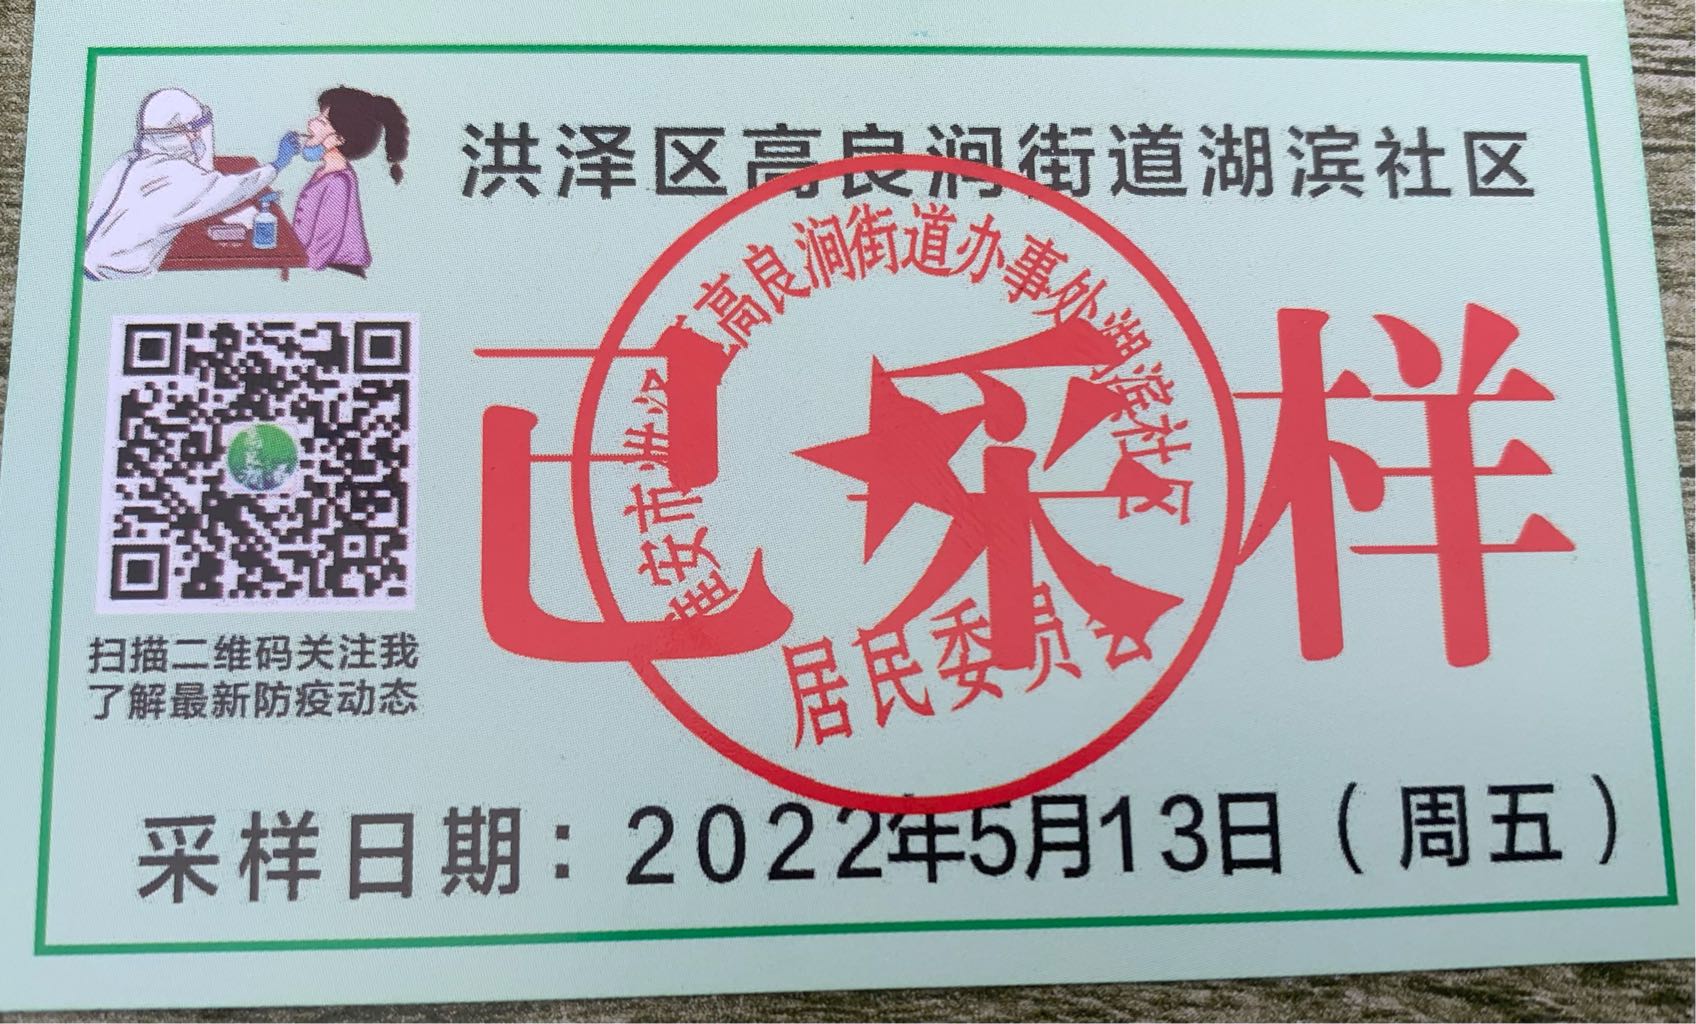 洪泽区高良涧街道湖滨社区
淮安市洪泽区高良涧街道办事处湖滨社区
居民委员会
已采样
扫描二维码关注我
了解最新防疫动态
采样日期：2022年5月13日（周五）